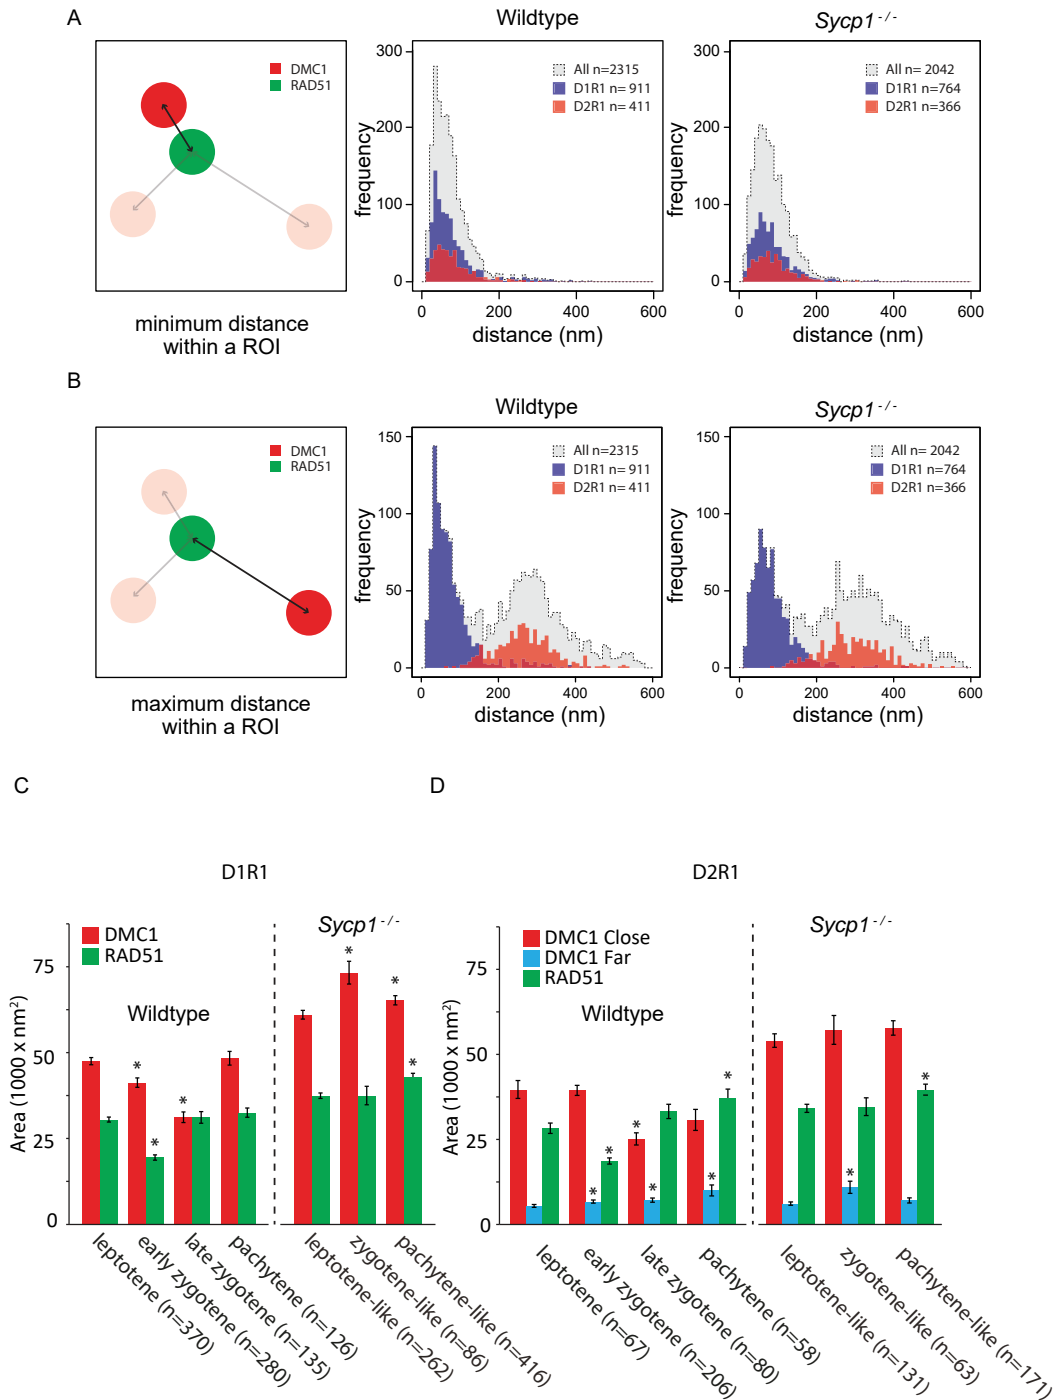 A
Wildtype
Sycp1 -/-
DMC1
RAD51
minimum distance
within a ROI
frequency
300
200
100
0
All n=2315
D1R1 n= 911
D2R1 n= 411
0 200 400 600
distance (nm)
frequency
300
200
100
0
All n= 2042
D1R1 n=764
D2R1 n=366
0 200 400 600
distance (nm)
B
Wildtype
Sycp1 -/-
DMC1
RAD51
maximum distance
within a ROI
frequency
150
100
50
0
All n=2315
D1R1 n= 911
D2R1 n= 411
0 200 400 600
distance (nm)
frequency
150
100
50
0
All n= 2042
D1R1 n=764
D2R1 n=366
0 200 400 600
distance (nm)
C
D1R1
DMC1
RAD51
Wildtype
Sycp1 -/-
Area (1000 x nm²)
75
50
25
0
* * * * * *
leptotene (n=370)
early zygotene (n=280)
late zygotene (n=135)
pachytene (n=126)
leptotene-like (n=262)
zygotene-like (n=86)
pachytene-like (n=416)
D
D2R1
DMC1 Close
DMC1 Far
RAD51
Wildtype
Sycp1 -/-
Area (1000 x nm²)
75
50
25
0
* * * * * * * *
leptotene (n=67)
early zygotene (n=206)
late zygotene (n=80)
pachytene (n=58)
leptotene-like (n=131)
zygotene-like (n=63)
pachytene-like (n=171)